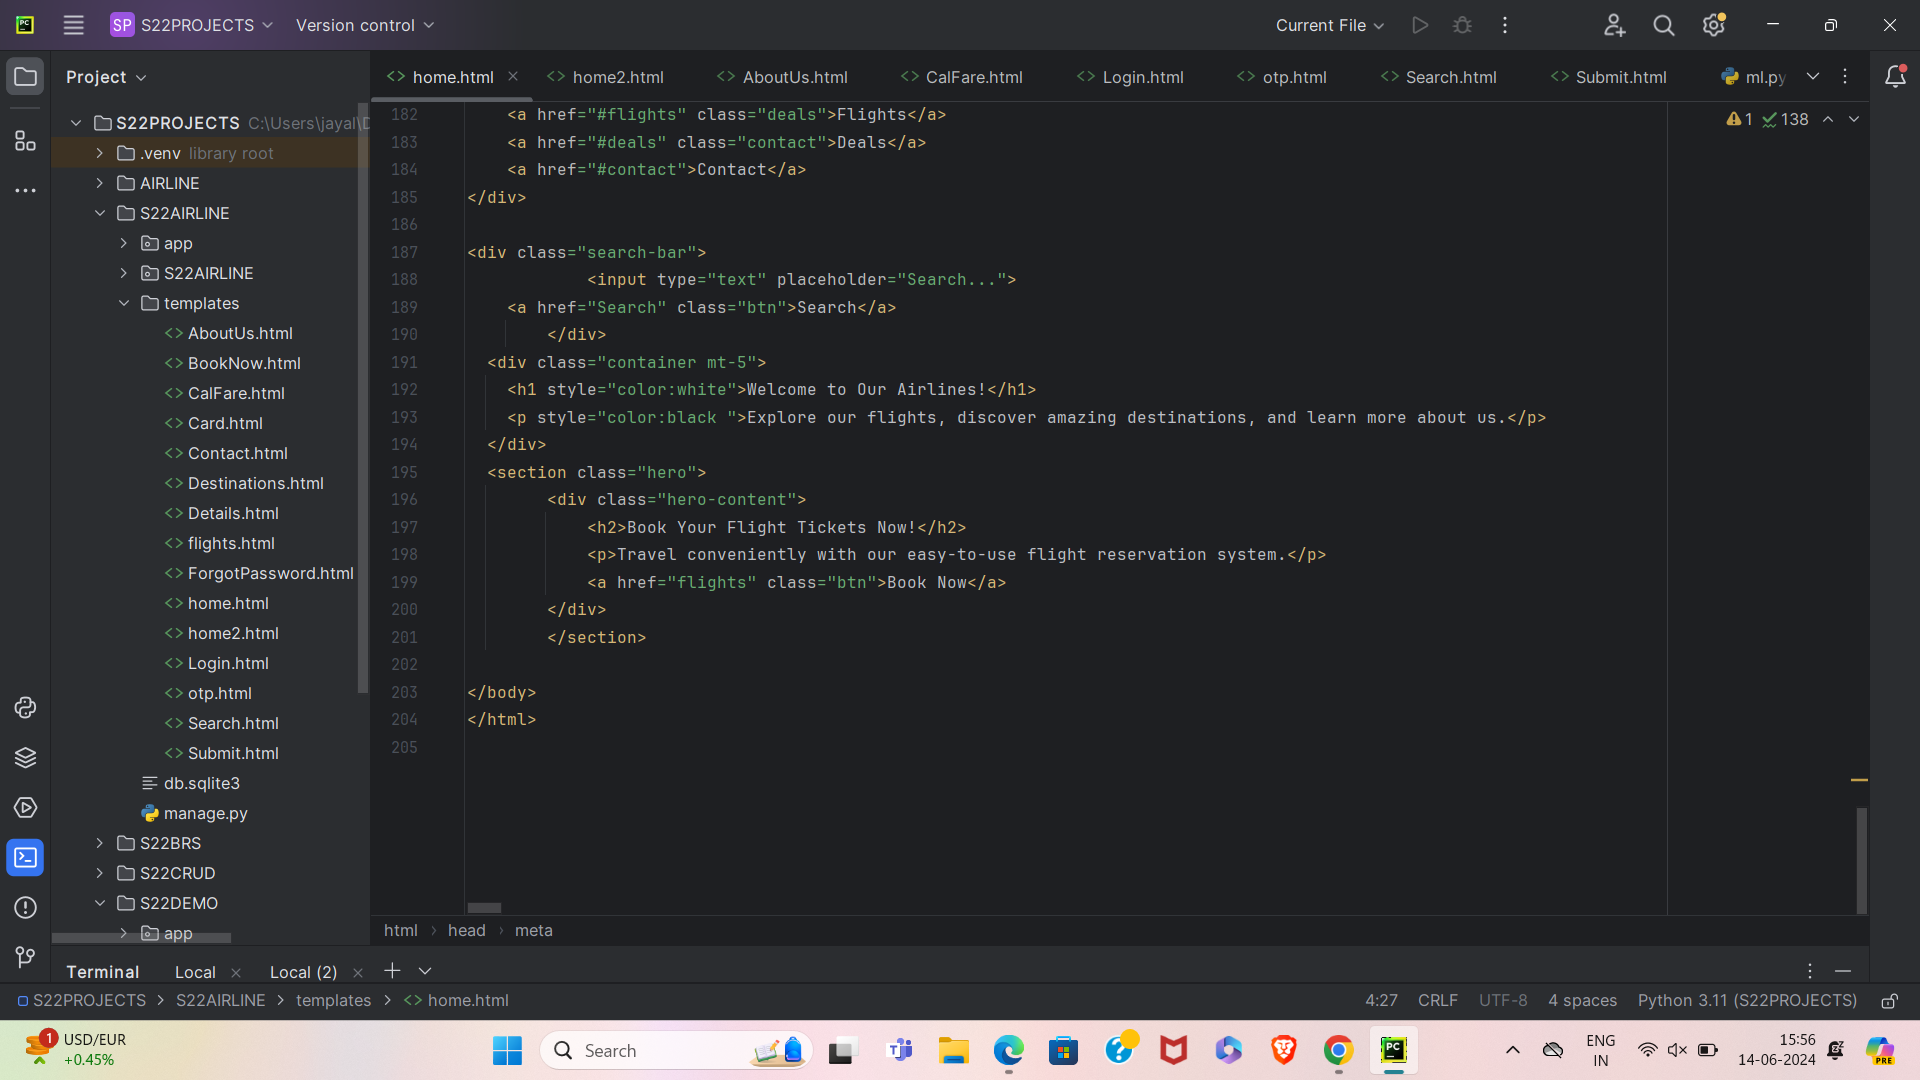 PC SP S22PROJECTS Version control Current File
Project
home.html home2.html AboutUs.html CalFare.html Login.html otp.html Search.html Submit.html ml.py
S22PROJECTS C:\Users\jayal\D
.venv library root
AIRLINE
S22AIRLINE
app
S22AIRLINE
templates
AboutUs.html
BookNow.html
CalFare.html
Card.html
Contact.html
Destinations.html
Details.html
flights.html
ForgotPassword.html
home.html
home2.html
Login.html
otp.html
Search.html
Submit.html
db.sqlite3
manage.py
S22BRS
S22CRUD
S22DEMO
app
1 138
182 <a href="#flights" class="deals">Flights</a>
183 <a href="#deals" class="contact">Deals</a>
184 <a href="#contact">Contact</a>
185 </div>
186
187 <div class="search-bar">
188 <input type="text" placeholder="Search...">
189 <a href="Search" class="btn">Search</a>
190 </div>
191 <div class="container mt-5">
192 <h1 style="color:white">Welcome to Our Airlines!</h1>
193 <p style="color:black ">Explore our flights, discover amazing destinations, and learn more about us.</p>
194 </div>
195 <section class="hero">
196 <div class="hero-content">
197 <h2>Book Your Flight Tickets Now!</h2>
198 <p>Travel conveniently with our easy-to-use flight reservation system.</p>
199 <a href="flights" class="btn">Book Now</a>
200 </div>
201 </section>
202
203 </body>
204 </html>
205
html head meta
Terminal Local Local (2)
S22PROJECTS S22AIRLINE templates home.html 4:27 CRLF UTF-8 4 spaces Python 3.11 (S22PROJECTS)
1 USD/EUR
+0.45%
Search
PC
ENG
IN
15:56
14-06-2024
PRE